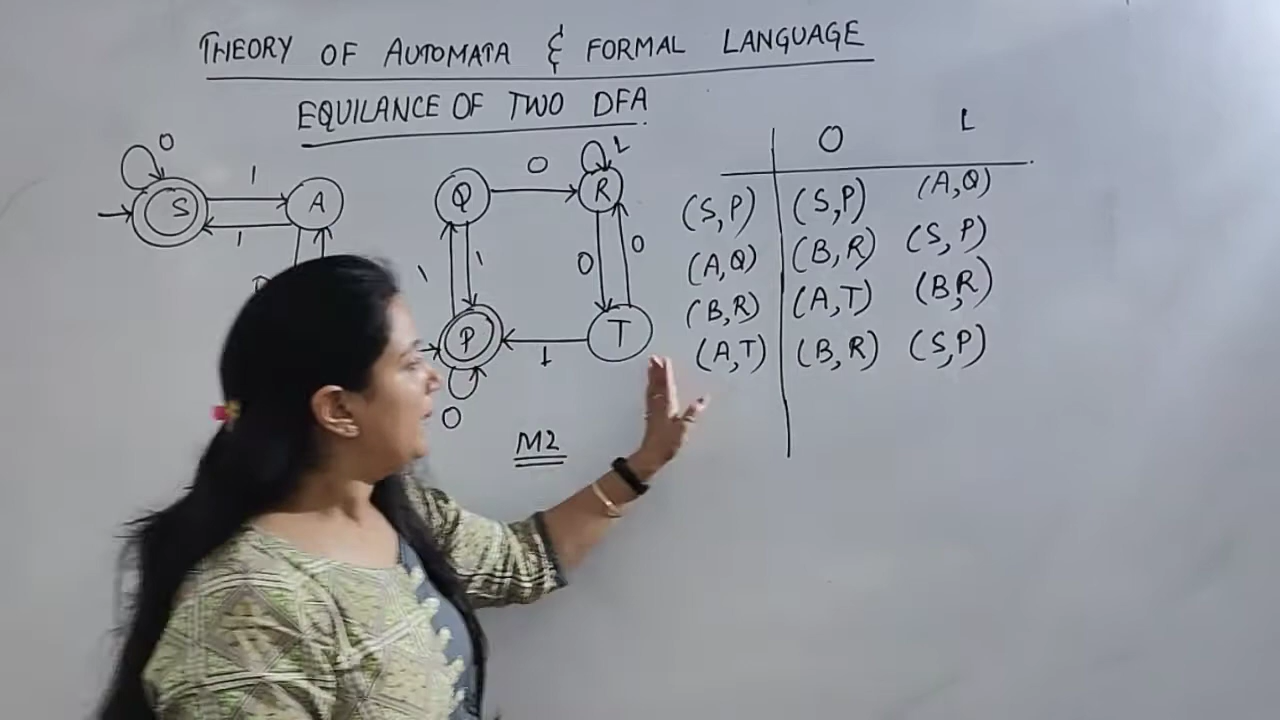 THEORY OF AUTOMATA & FORMAL LANGUAGE
EQUILANCE OF TWO DFA
0
S
1
A
1
Q
0
R
1
1
1
0
0
P
1
T
0
M2
0 1
(S,P) (S,P) (A,Q)
(A,Q) (B,R) (S,P)
(B,R) (A,T) (B,R)
(A,T) (B,R) (S,P)